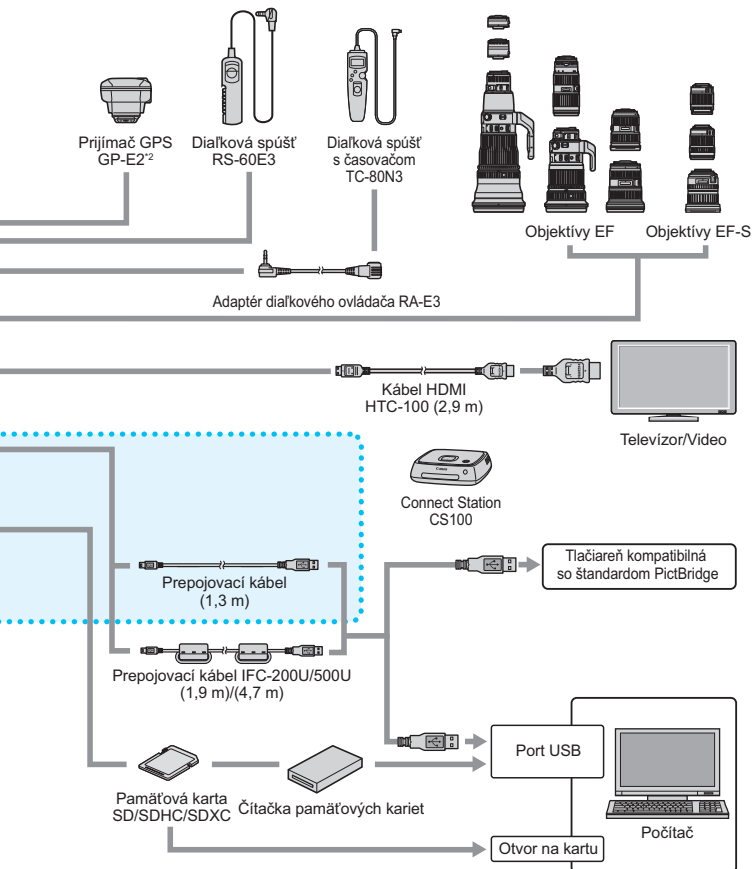 Prijímač GPS
GP-E2*2
Diaľková spúšť
RS-60E3
Diaľková spúšť
s časovačom
TC-80N3
Objektívy EF
Objektívy EF-S
Adaptér diaľkového ovládača RA-E3
Kábel HDMI
HTC-100 (2,9 m)
Televízor/Video
Canon
Connect Station
CS100
Prepojovací kábel
(1,3 m)
Tlačiareň kompatibilná
so štandardom PictBridge
Prepojovací kábel IFC-200U/500U
(1,9 m)/(4,7 m)
Port USB
Pamäťová karta
SD/SDHC/SDXC
Čítačka pamäťových kariet
Počítač
Otvor na kartu